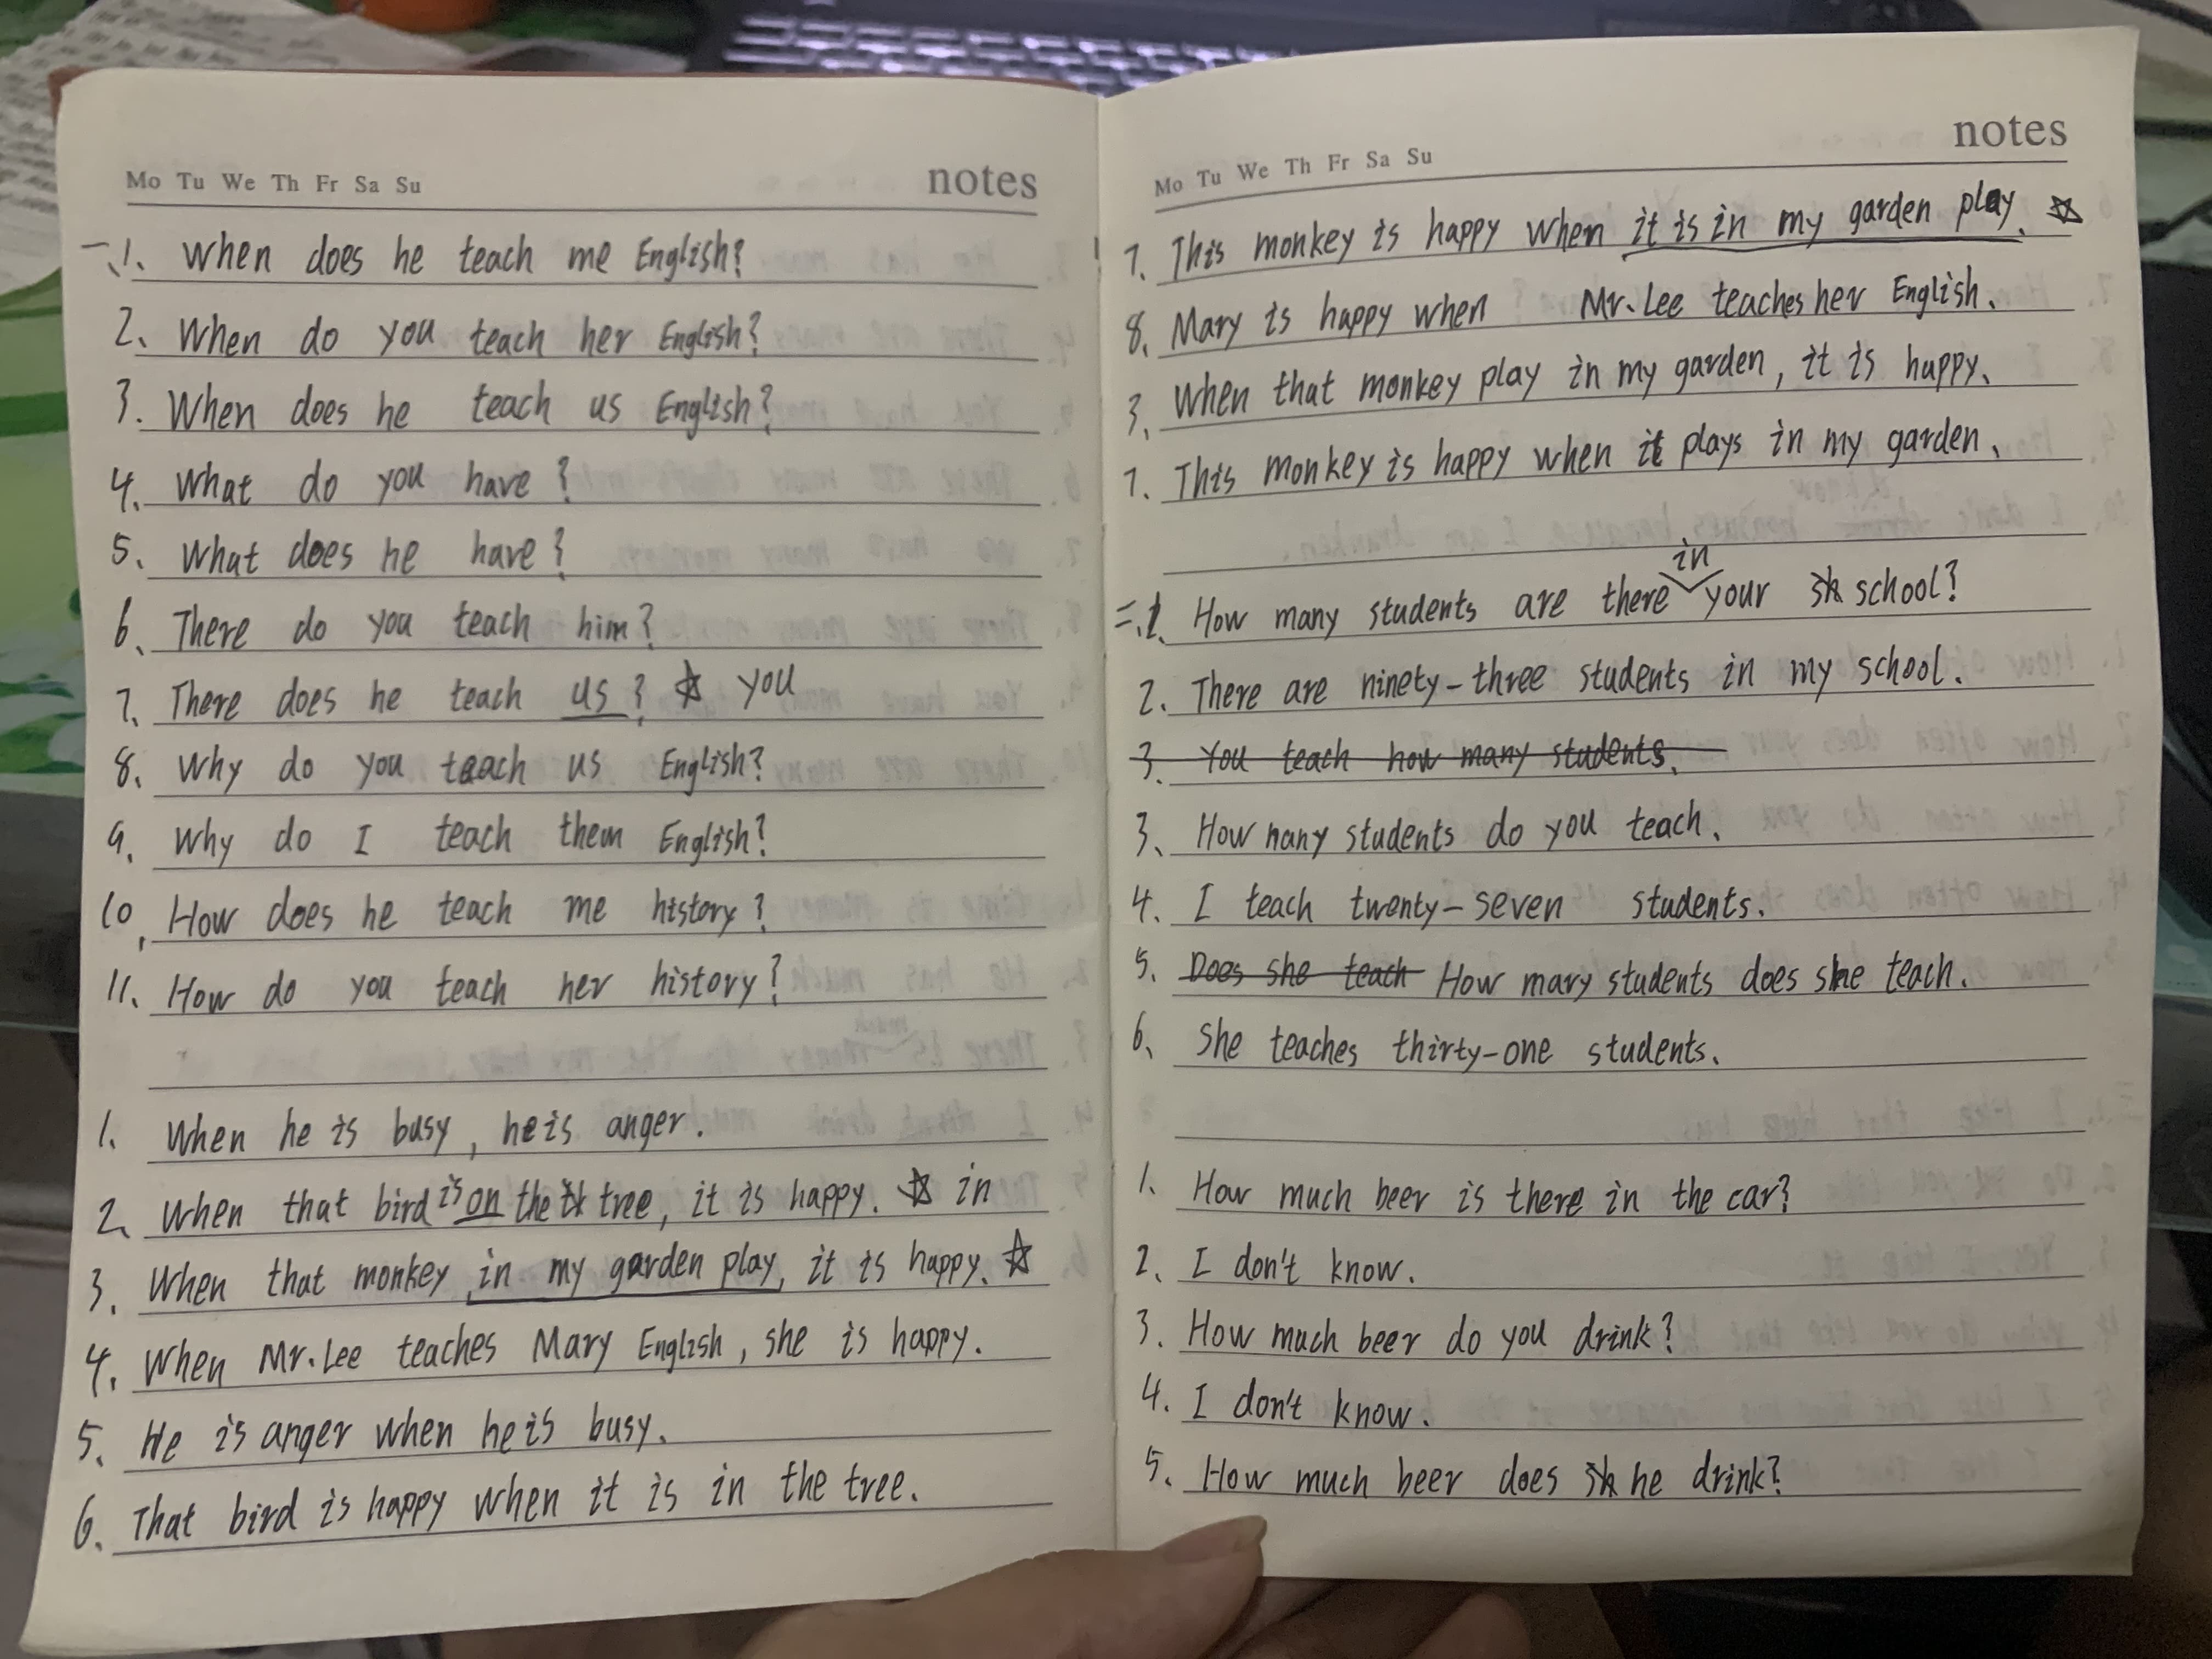 Mo Tu We Th Fr Sa Su notes
一、1. When does he teach me English?
2. When do you teach her English?
3. When does he teach us English?
4. What do you have?
5. What does he have?
6. There do you teach him?
7. There does he teach us? ☆ you
8. Why do you teach us English?
9. Why do I teach them English?
10. How does he teach me history?
11. How do you teach her history?
1. When he is busy, he is anger.
2. When that bird is on the tree, it is happy. ☆ in
3. When that monkey in my garden play, it is happy. ☆
4. When Mr. Lee teaches Mary English, she is happy.
5. He is anger when he is busy.
6. That bird is happy when it is in the tree.
Mo Tu We Th Fr Sa Su notes
7. This monkey is happy when it is in my garden play. ☆
8. Mary is happy when Mr. Lee teaches her English.
3. When that monkey play in my garden, it is happy.
7. This monkey is happy when it plays in my garden.
二、1. How many students are there in your school?
2. There are ninety-three students in my school.
3. You teach how many students.
3. How nany students do you teach.
4. I teach twenty-seven students.
5. Does she teach How mary students does she teach.
6. She teaches thirty-one students.
1. How much beer is there in the car?
2. I don't know.
3. How much beer do you drink?
4. I don't know.
5. How much beer does he drink?